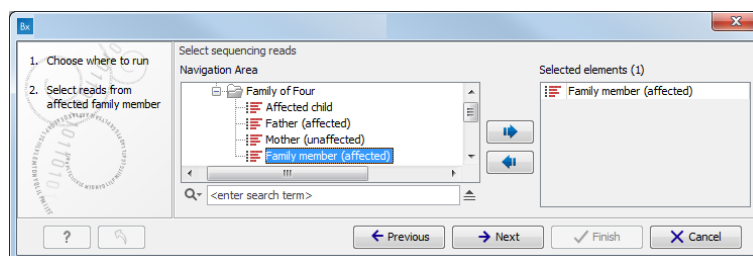 Bx
x
1. Choose where to run
2. Select reads from
affected family member
Select sequencing reads
Navigation Area
Family of Four
Affected child
Father (affected)
Mother (unaffected)
Family member (affected)
<enter search term>
Selected elements (1)
Family member (affected)
?
Previous
Next
Finish
Cancel